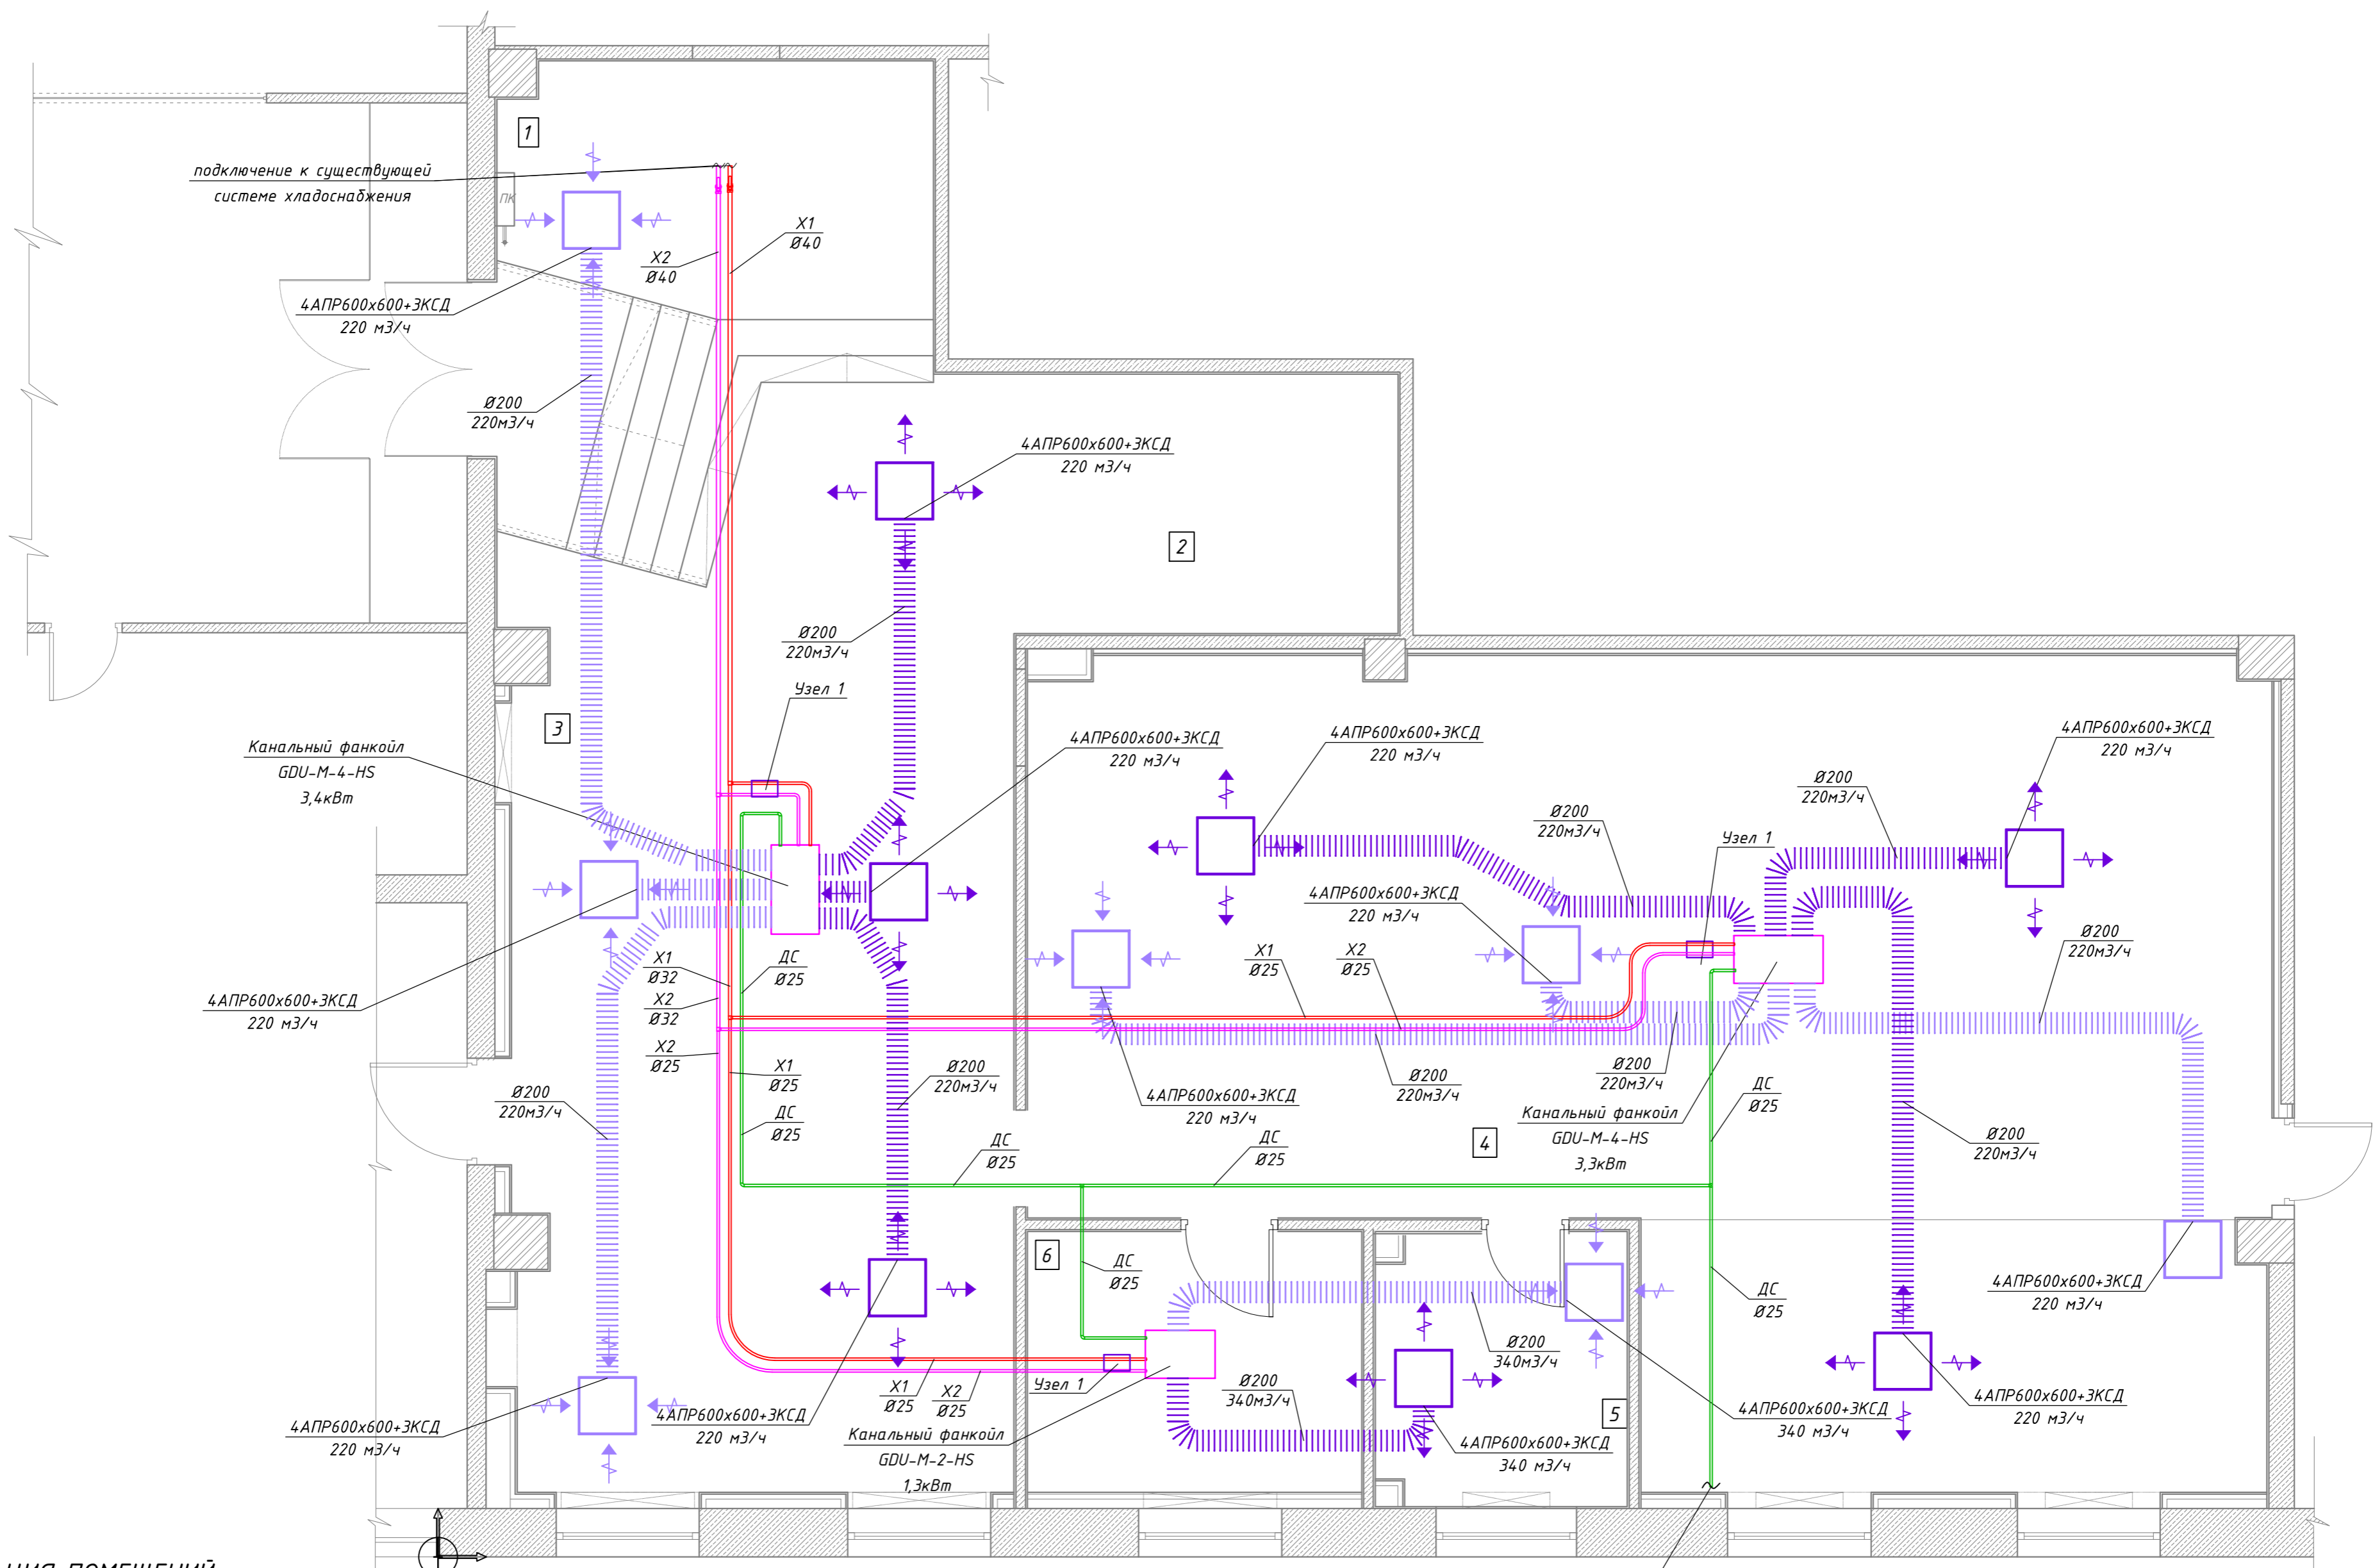 1
подключение к существующей
системе хладоснабжения
ПК
X1
Ø40
X2
Ø40
4АПР600х600+3КСД
220 м3/ч
Ø200
220м3/ч
4АПР600х600+3КСД
220 м3/ч
2
Ø200
220м3/ч
Узел 1
3
Канальный фанкойл
GDU-M-4-HS
3,4кВт
4АПР600х600+3КСД
220 м3/ч
4АПР600х600+3КСД
220 м3/ч
4АПР600х600+3КСД
220 м3/ч
Ø200
220м3/ч
Ø200
220м3/ч
Узел 1
4АПР600х600+3КСД
220 м3/ч
Ø200
220м3/ч
X1
Ø32
ДС
Ø25
X1
Ø25
X2
Ø25
4АПР600х600+3КСД
220 м3/ч
X2
Ø32
X2
Ø25
X1
Ø25
Ø200
220м3/ч
Ø200
220м3/ч
Ø200
220м3/ч
Ø200
220м3/ч
4АПР600х600+3КСД
220 м3/ч
ДС
Ø25
ДС
Ø25
Канальный фанкойл
GDU-M-4-HS
3,3кВт
4
ДС
Ø25
ДС
Ø25
Ø200
220м3/ч
6
ДС
Ø25
4АПР600х600+3КСД
220 м3/ч
ДС
Ø25
Ø200
340м3/ч
Узел 1
X1
Ø25
X2
Ø25
Ø200
340м3/ч
5
4АПР600х600+3КСД
220 м3/ч
4АПР600х600+3КСД
220 м3/ч
4АПР600х600+3КСД
340 м3/ч
4АПР600х600+3КСД
220 м3/ч
Канальный фанкойл
GDU-M-2-HS
1,3кВт
4АПР600х600+3КСД
340 м3/ч
ПОМЕЩЕНИЙ